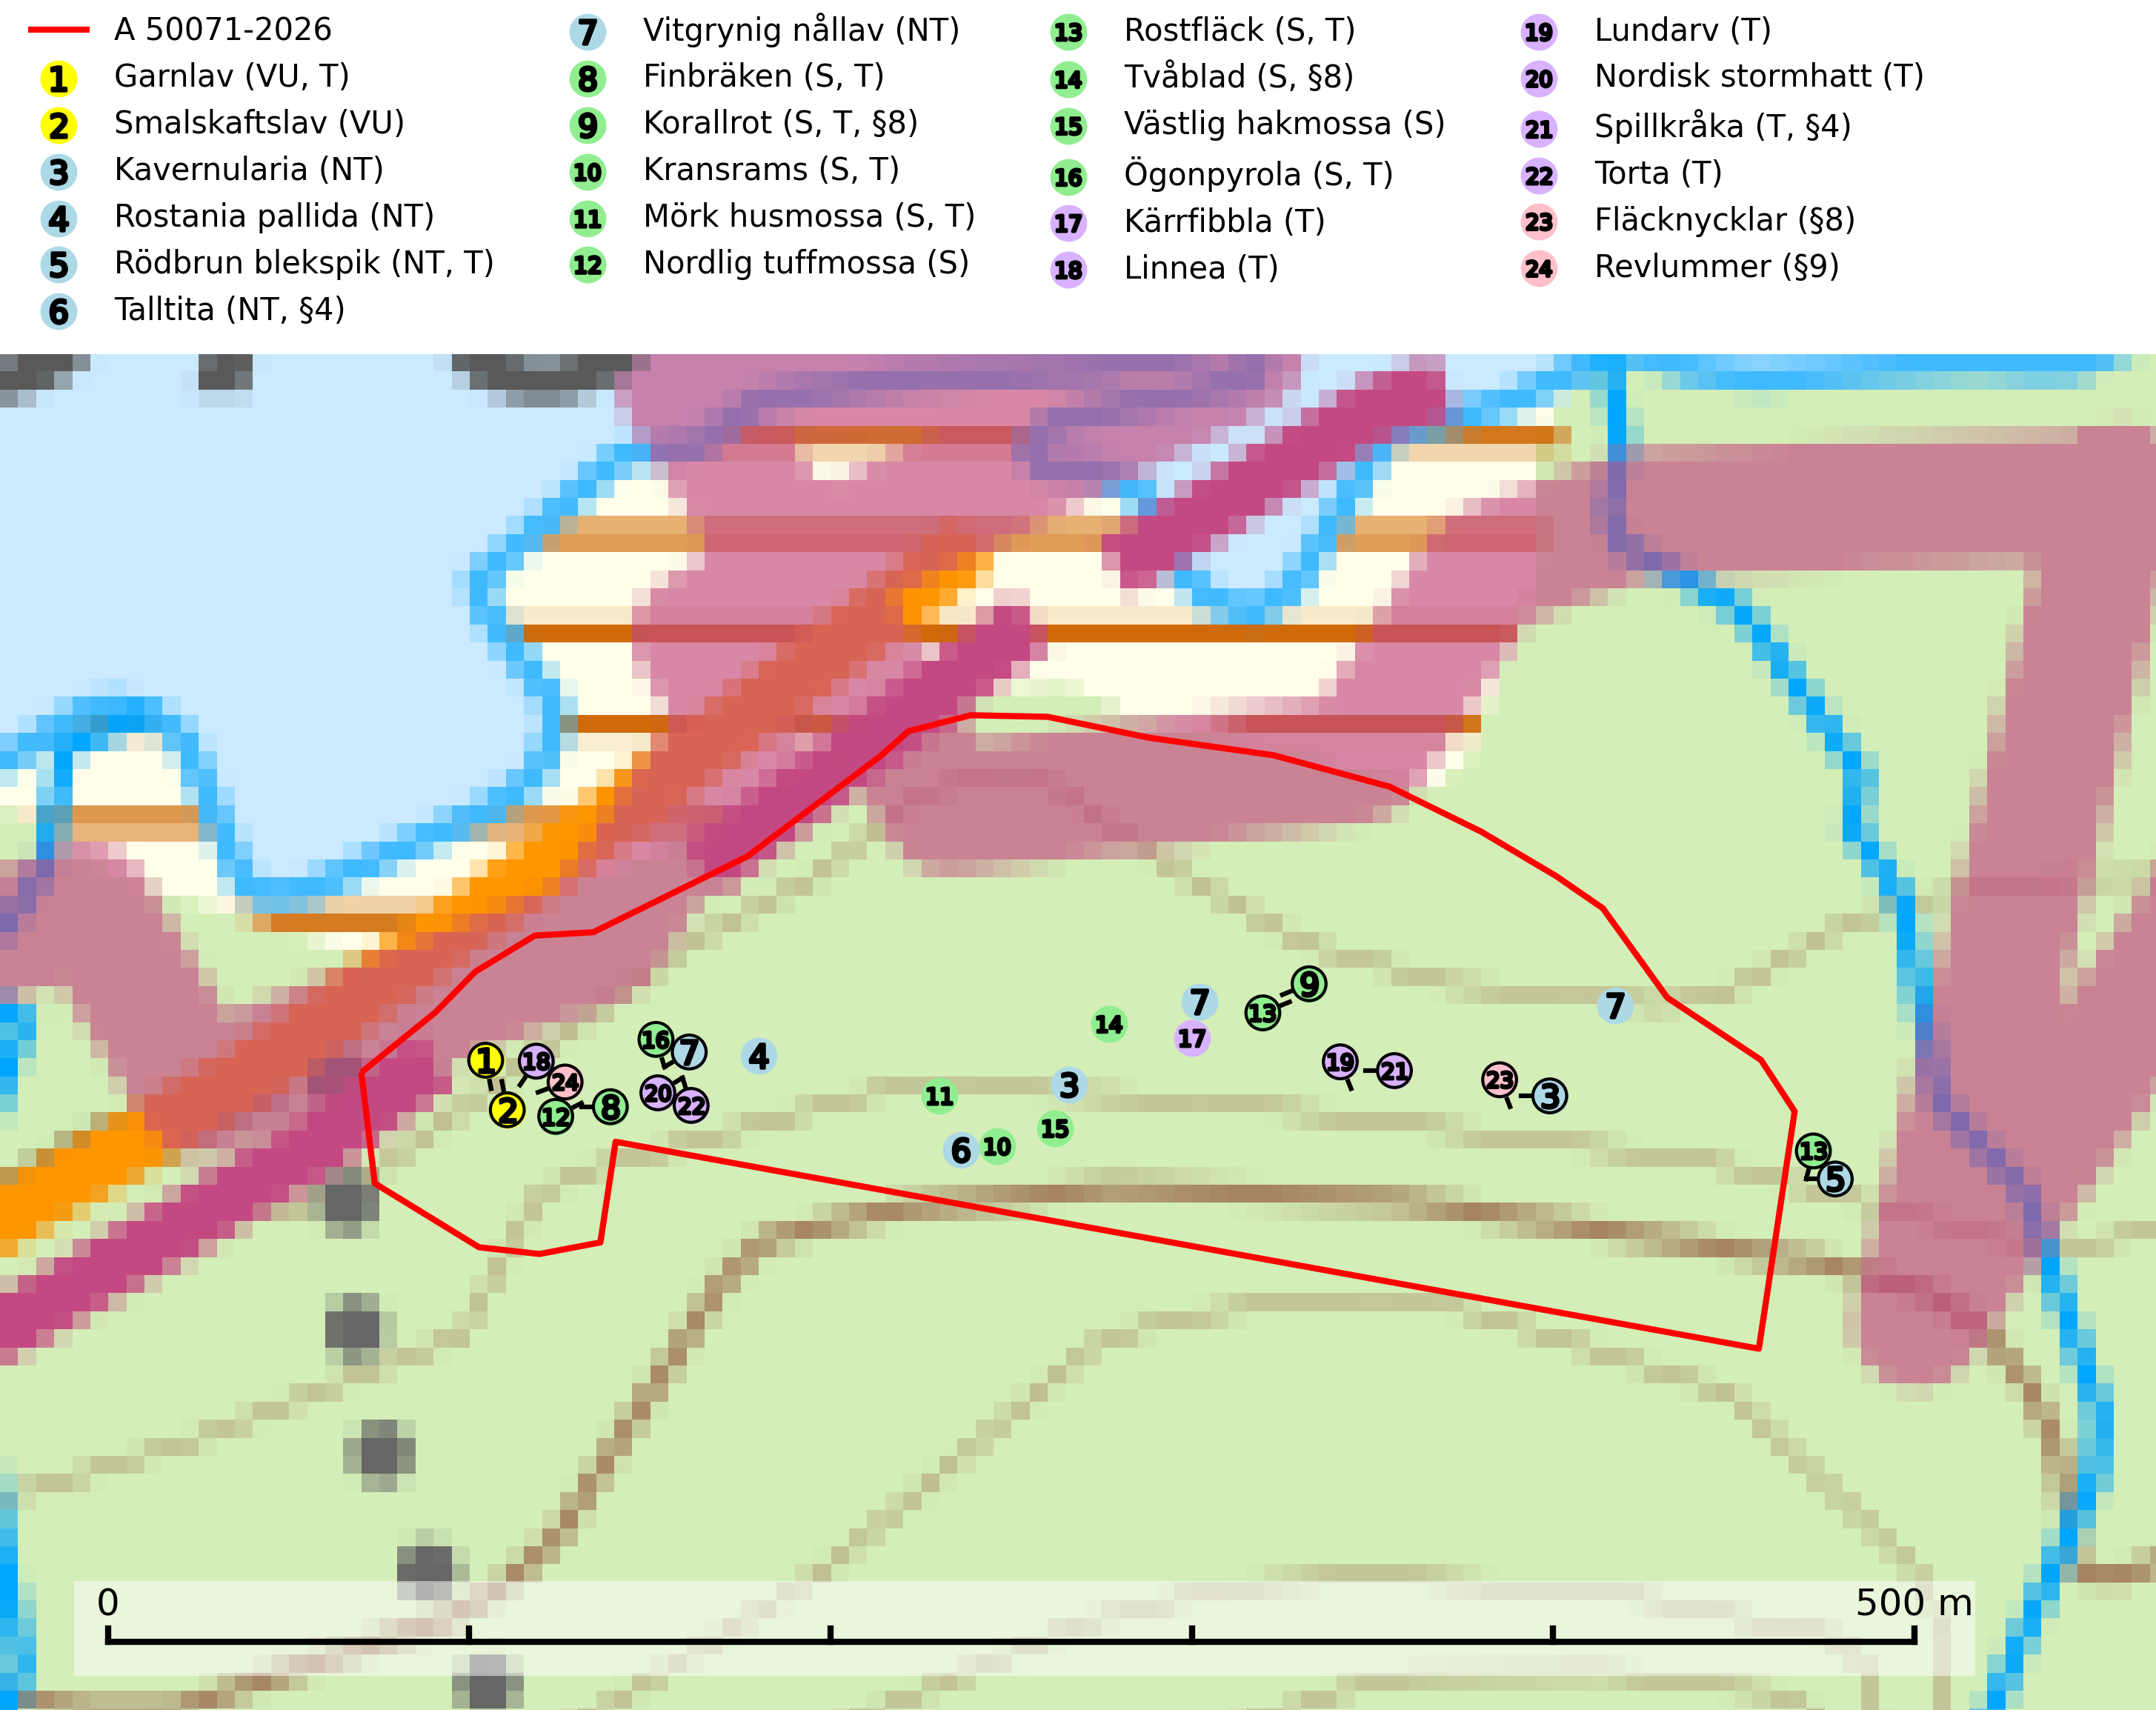 A 50071-2026
1 Garnlav (VU, T)
2 Smalskaftslav (VU)
3 Kavernularia (NT)
4 Rostania pallida (NT)
5 Rödbrun blekspik (NT, T)
6 Talltita (NT, §4)
7 Vitgrynig nållav (NT)
8 Finbräken (S, T)
9 Korallrot (S, T, §8)
10 Kransrams (S, T)
11 Mörk husmossa (S, T)
12 Nordlig tuffmossa (S)
13 Rostfläck (S, T)
14 Tvåblad (S, §8)
15 Västlig hakmossa (S)
16 Ögonpyrola (S, T)
17 Kärrfibbla (T)
18 Linnea (T)
19 Lundarv (T)
20 Nordisk stormhatt (T)
21 Spillkråka (T, §4)
22 Torta (T)
23 Fläcknycklar (§8)
24 Revlummer (§9)
9
7
7
13
14
17
16
7
4
1
18
19
21
24
23
3
3
20
22
11
8
2
12
15
6
10
13
5
0
500 m